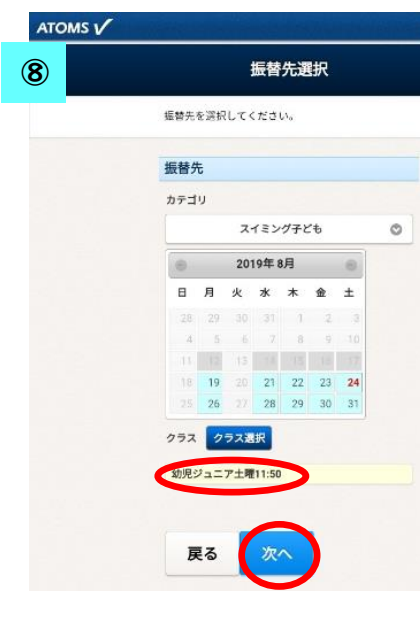 ATOMS V
⑧
振替先選択
振替先を選択してください。
振替先
カテゴリ
スイミング子ども
2019年 8月
日 月 火 水 木 金 土
28 29 30 31 1 2 3
4 5 6 7 8 9 10
11 12 13 14 15 16 17
18 19 20 21 22 23 24
25 26 27 28 29 30 31
クラス クラス選択
幼児ジュニア土曜11:50
戻る 次へ